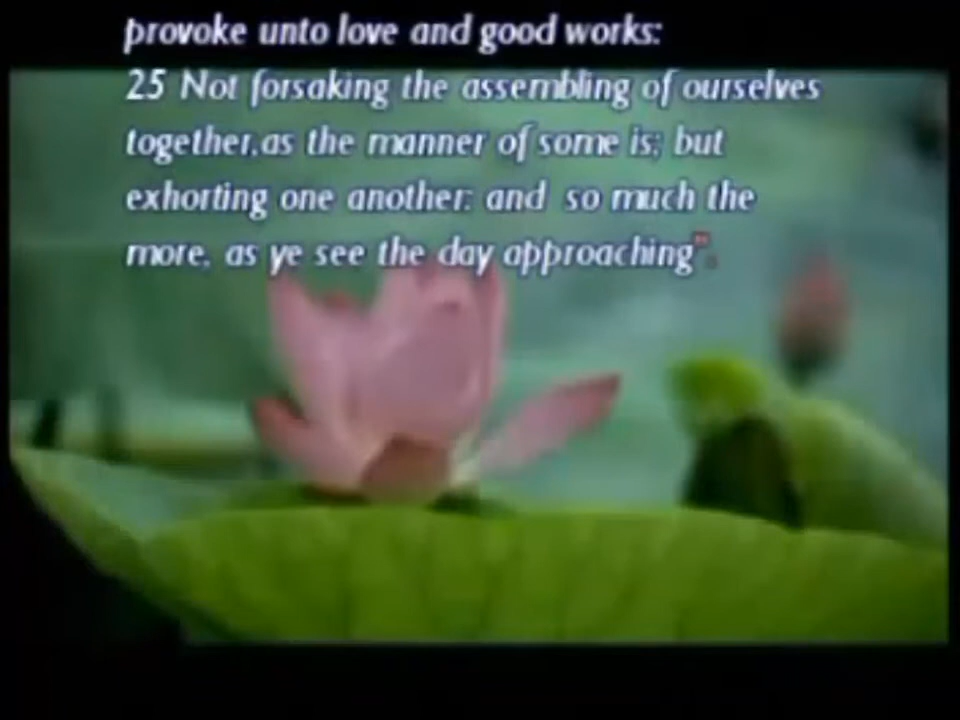 provoke unto love and good works:
25 Not forsaking the assembling of ourselves
together,as the manner of some is; but
exhorting one another: and so much the
more, as ye see the day approaching".